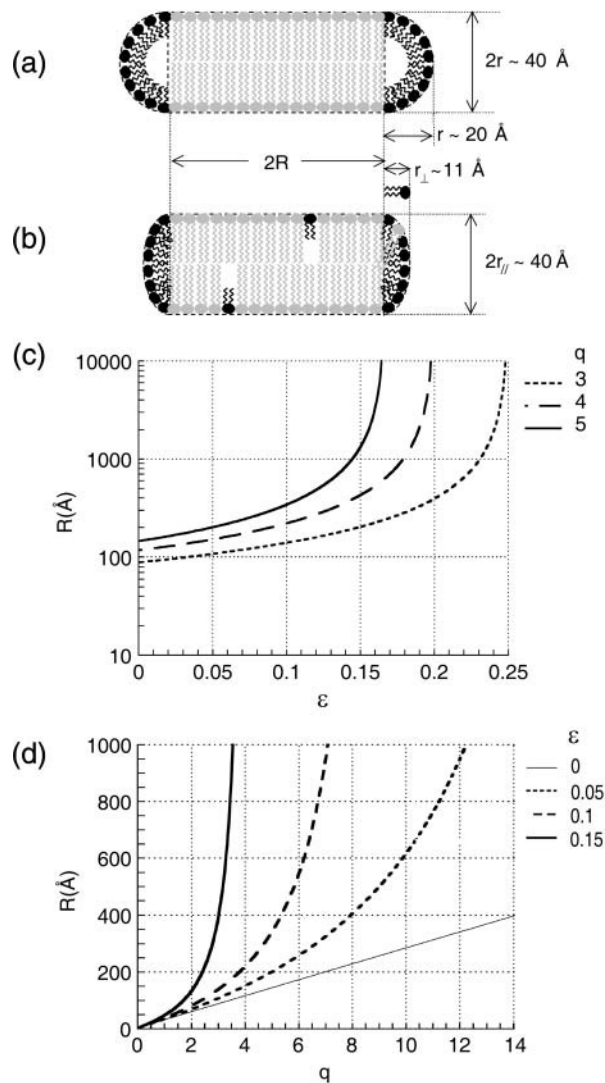 (a)
2r ~ 40 Å
r ~ 20 Å
2R
r⊥~11 Å
(b)
2r// ~ 40 Å
(c)
q
10000
3
4
5
1000
R(Å)
100
10
0 0.05 0.1 0.15 0.2 0.25
ε
(d)
ε
1000
0
0.05
0.1
0.15
800
600
R(Å)
400
200
0
0 2 4 6 8 10 12 14
q